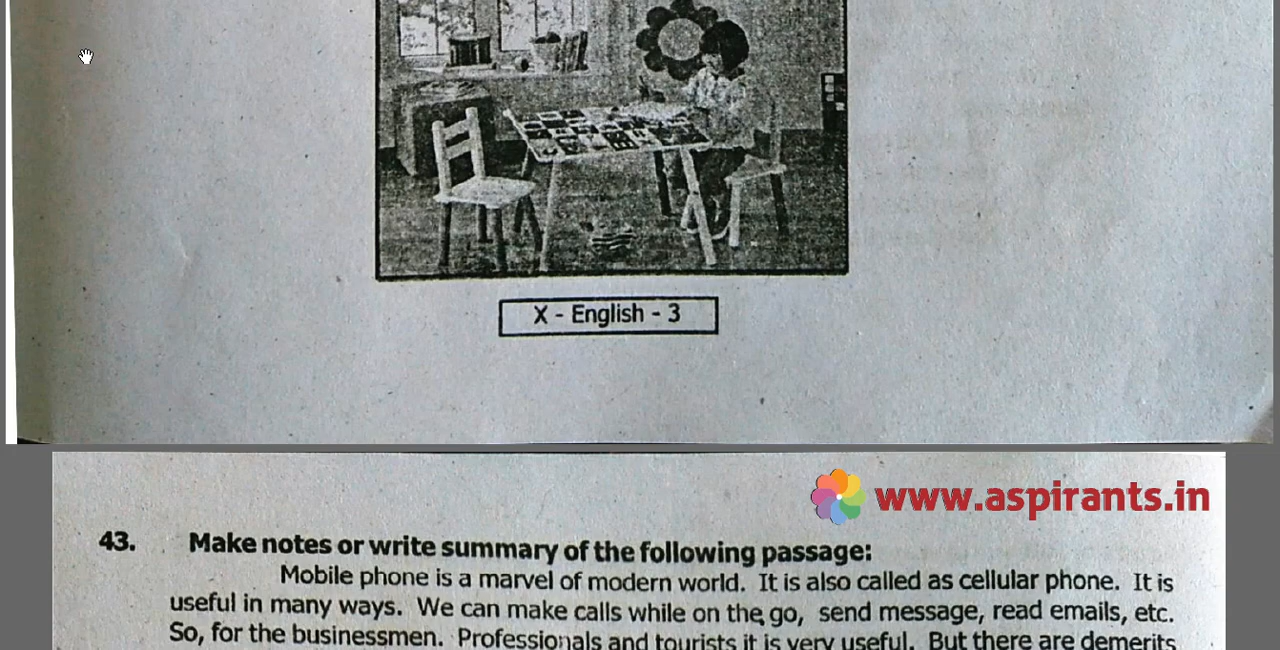 X - English - 3
www.aspirants.in
43. Make notes or write summary of the following passage:
Mobile phone is a marvel of modern world. It is also called as cellular phone. It is
useful in many ways. We can make calls while on the go, send message, read emails, etc.
So, for the businessmen. Professionals and tourists it is very useful. But there are demerits